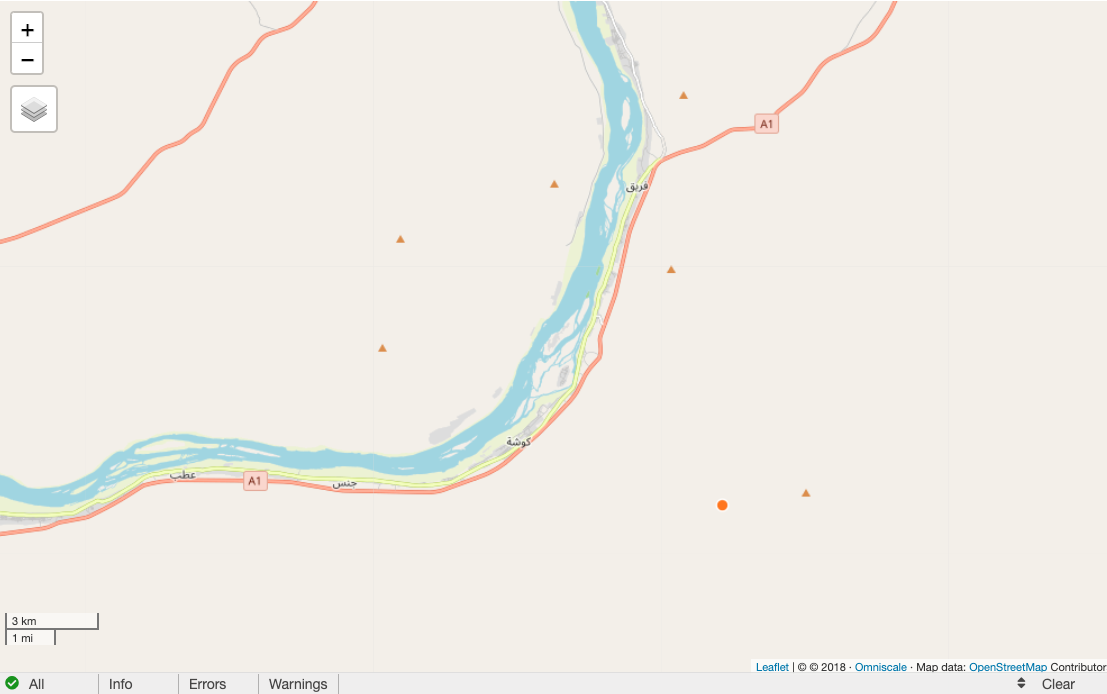 +
−
A1
فريق
كوشة
عطب
A1
جنس
3 km
1 mi
Leaflet | © © 2018 · Omniscale · Map data: OpenStreetMap Contributor
All
Info
Errors
Warnings
Clear